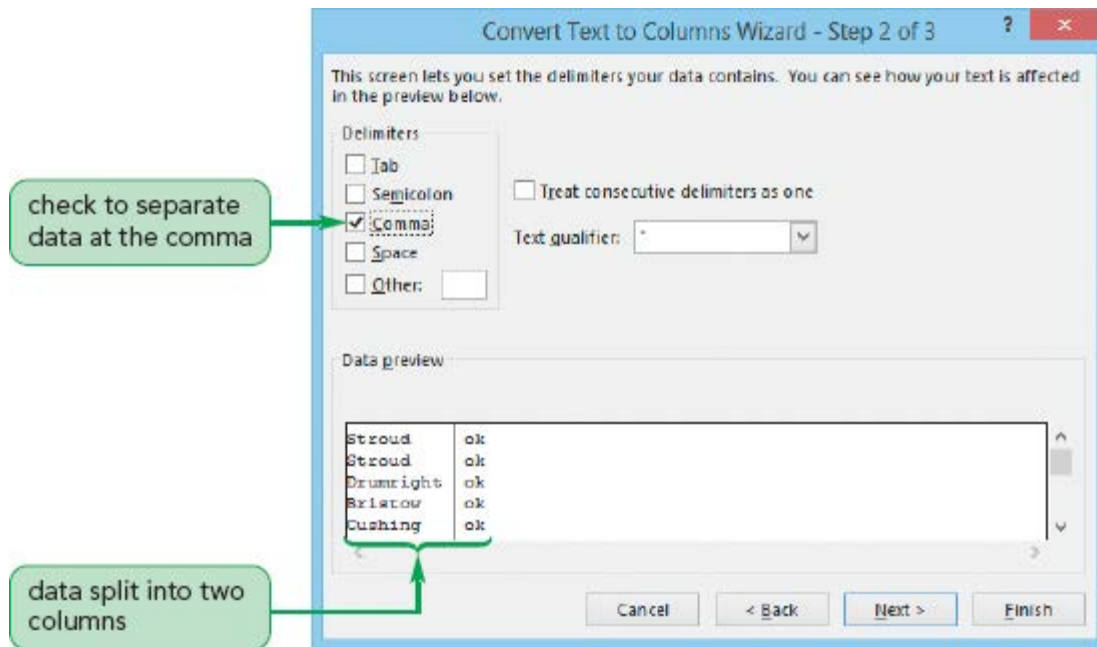 Convert Text to Columns Wizard - Step 2 of 3
?
×
This screen lets you set the delimiters your data contains. You can see how your text is affected
in the preview below.
Delimiters
Tab
Semicolon
Comma
Space
Other:
Treat consecutive delimiters as one
Text qualifier: "
check to separate
data at the comma
Data preview
Stroud ok
Stroud ok
Drumright ok
Bristow ok
Cushing ok
data split into two
columns
Cancel
< Back
Next >
Finish